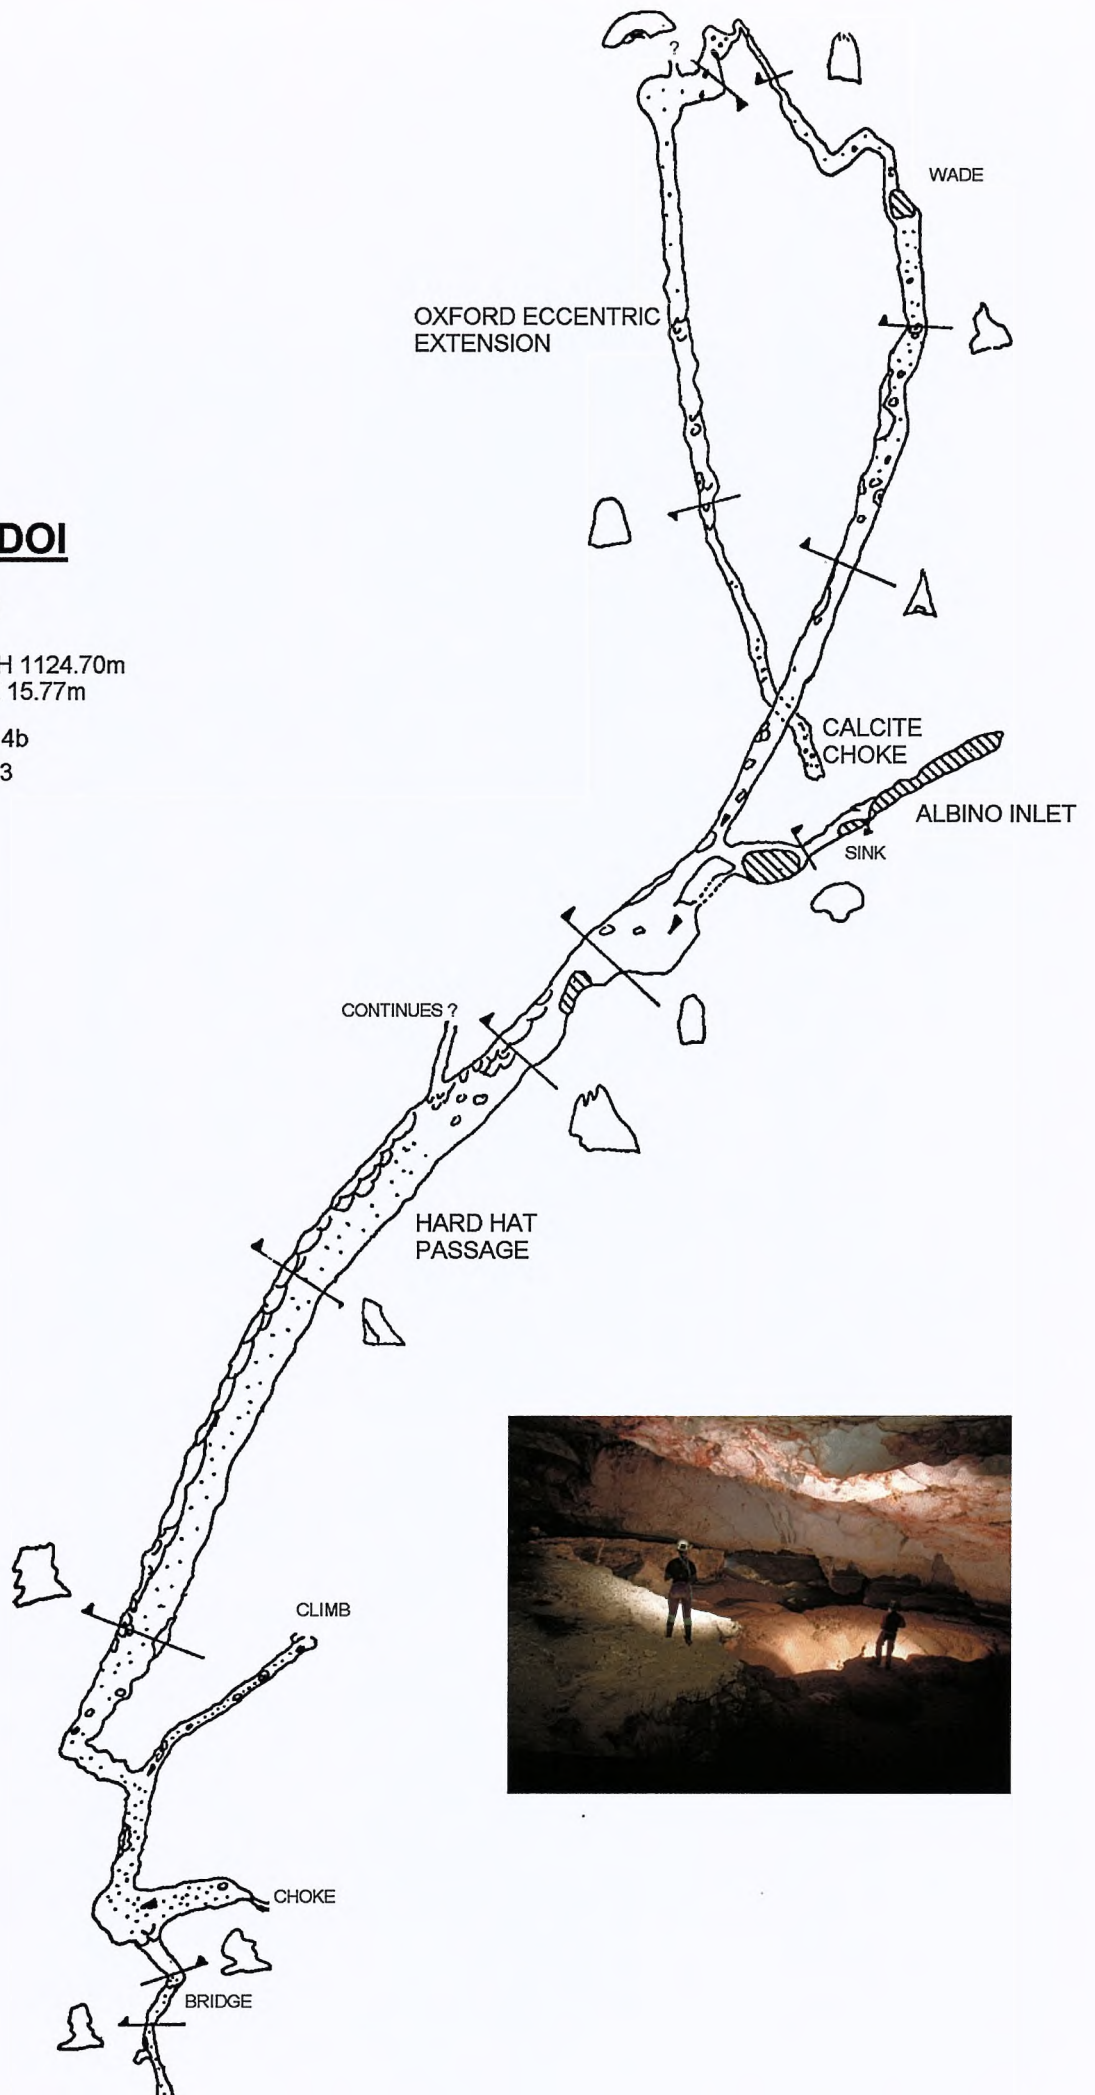 ?
WADE
OXFORD ECCENTRIC
EXTENSION
DOI
H 1124.70m
15.77m
4b
3
CALCITE
CHOKE
ALBINO INLET
SINK
CONTINUES ?
HARD HAT
PASSAGE
CLIMB
CHOKE
BRIDGE